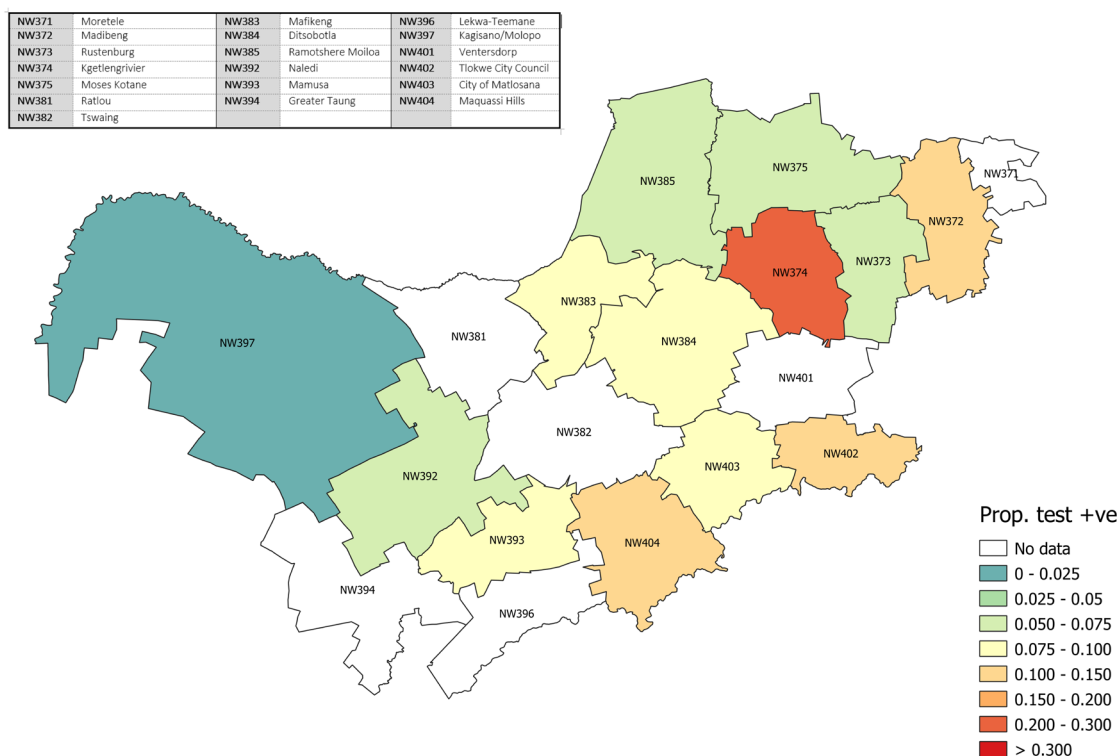 NW371 Moretele NW383 Mafikeng NW396 Lekwa-Teemane
NW372 Madibeng NW384 Ditsobotla NW397 Kagisano/Molopo
NW373 Rustenburg NW385 Ramotshere Moiloa NW401 Ventersdorp
NW374 Kgetlengrivier NW392 Naledi NW402 Tlokwe City Council
NW375 Moses Kotane NW393 Mamusa NW403 City of Matlosana
NW381 Ratlou NW394 Greater Taung NW404 Maquassi Hills
NW382 Tswaing
NW371
NW375
NW385
NW372
NW373
NW374
NW383
NW381
NW384
NW397
NW401
NW382
NW402
NW403
NW392
NW393
NW404
NW394
NW396
Prop. test +ve
No data
0 - 0.025
0.025 - 0.05
0.050 - 0.075
0.075 - 0.100
0.100 - 0.150
0.150 - 0.200
0.200 - 0.300
> 0.300